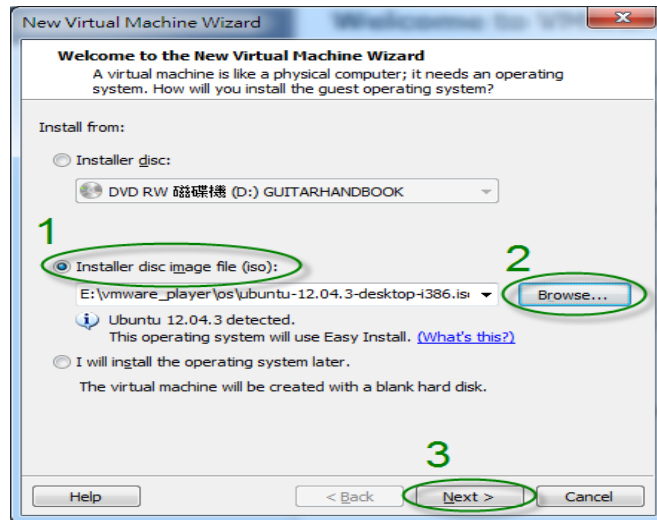 New Virtual Machine Wizard
Welcome to VM
Welcome to the New Virtual Machine Wizard
A virtual machine is like a physical computer; it needs an operating
system. How will you install the guest operating system?
Install from:
Installer disc:
DVD RW 磁碟機 (D:) GUITARHANDBOOK
1
Installer disc image file (iso):
2
E:\vmware_player\os\ubuntu-12.04.3-desktop-i386.is
Browse...
Ubuntu 12.04.3 detected.
This operating system will use Easy Install. (What's this?)
I will install the operating system later.
The virtual machine will be created with a blank hard disk.
3
Help
< Back
Next >
Cancel